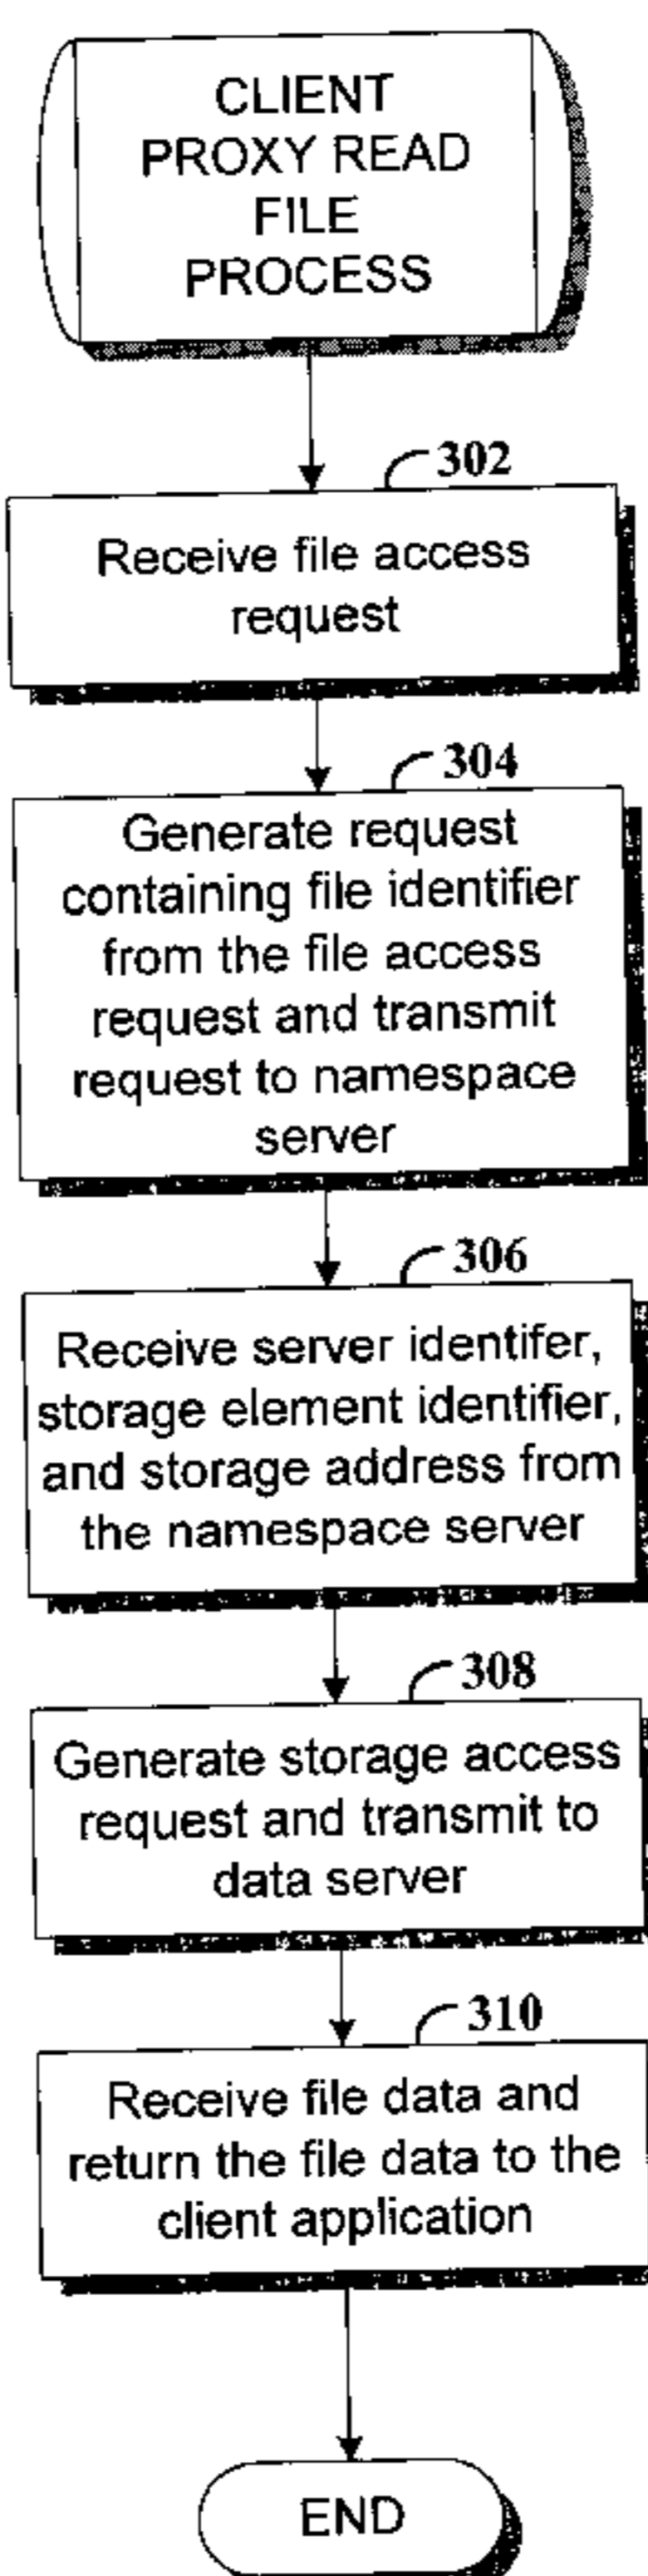 CLIENT
PROXY READ
FILE
PROCESS
302
Receive file access
request
304
Generate request
containing file identifier
from the file access
request and transmit
request to namespace
server
306
Receive server identifer,
storage element identifier,
and storage address from
the namespace server
308
Generate storage access
request and transmit to
data server
310
Receive file data and
return the file data to the
client application
END